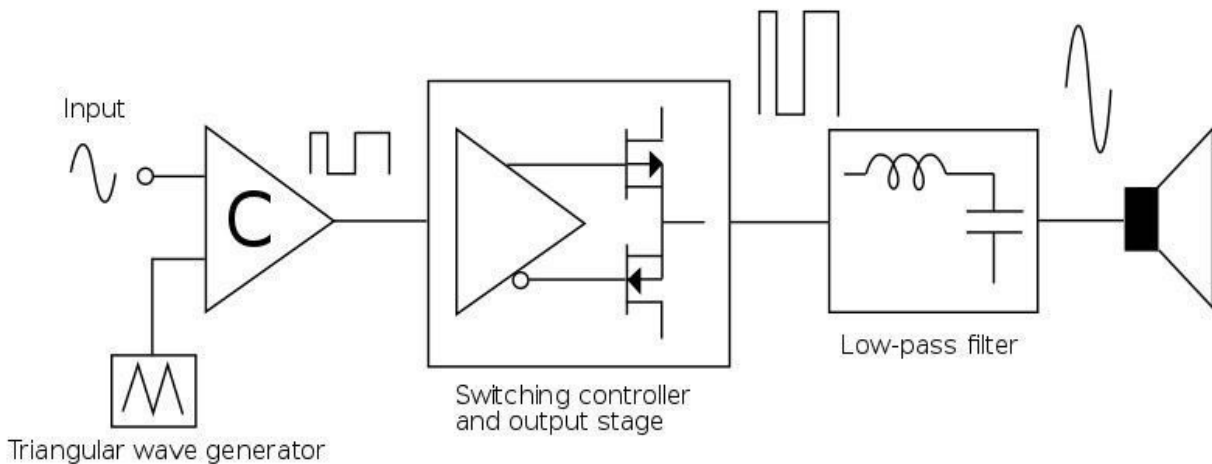 Input
C
Triangular wave generator
Switching controller
and output stage
Low-pass filter